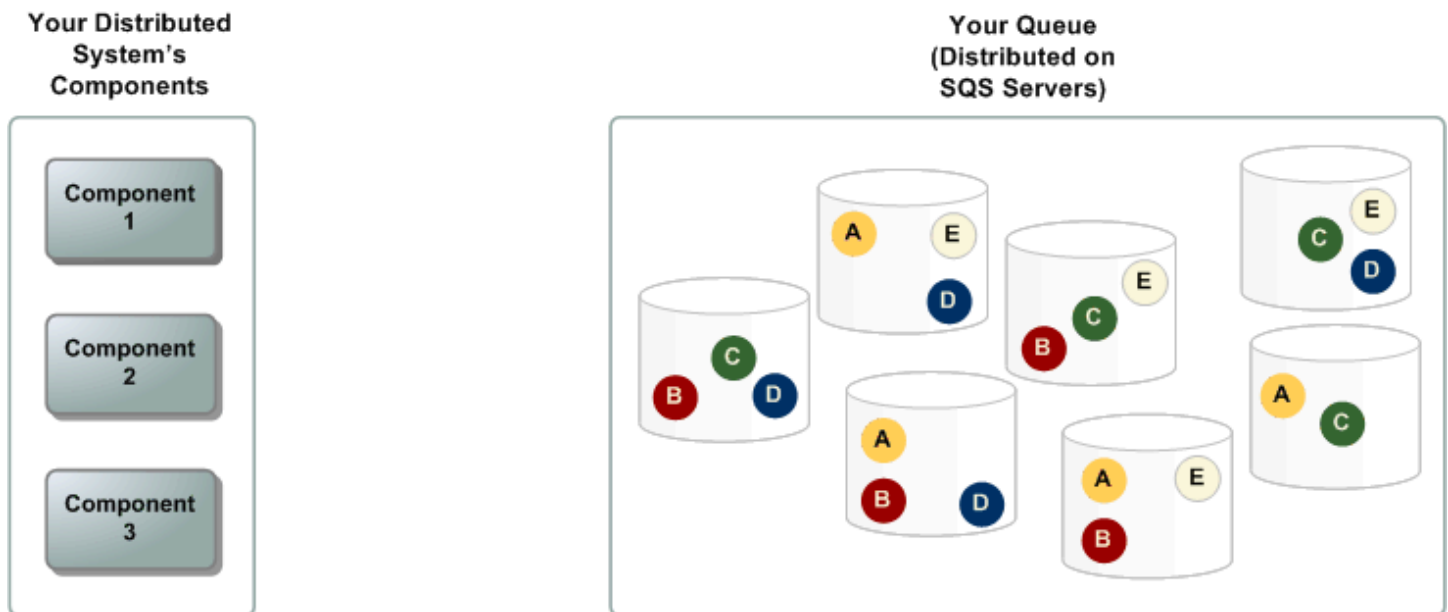 Your Distributed
System's
Components
Component
1
Component
2
Component
3
Your Queue
(Distributed on
SQS Servers)
C
B
D
A
E
D
E
C
B
E
C
D
A
B
D
A
E
B
A
C